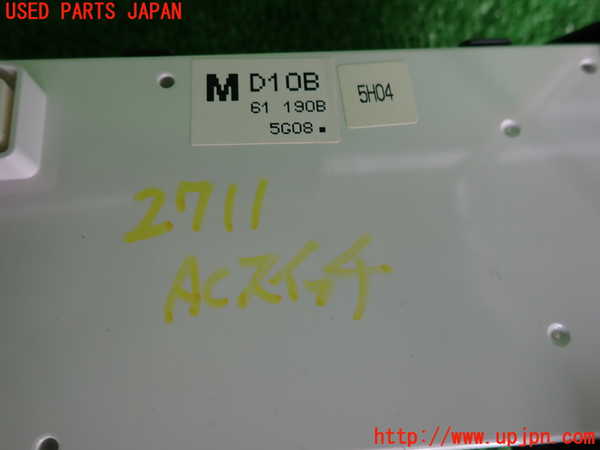 USED PARTS JAPAN
M D10B
61 190B
5G08.
5H04
2711
ACスイッチ
http://www.upjpn.com/